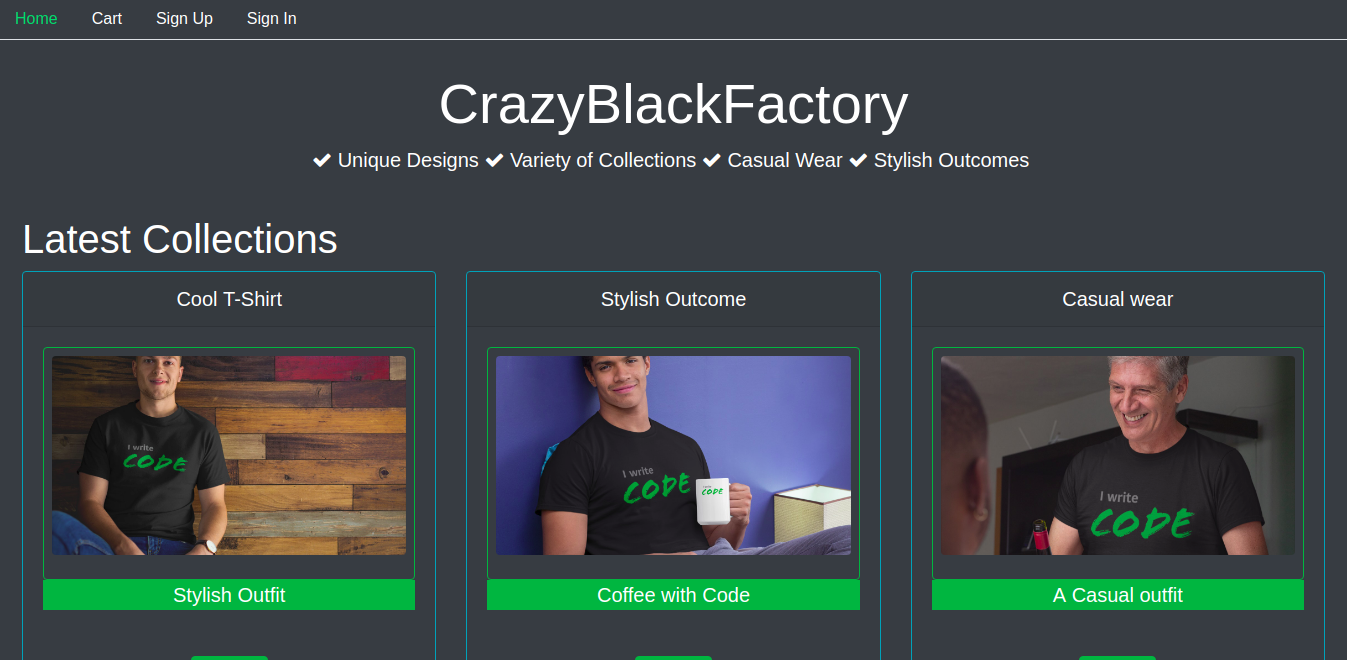 Home Cart Sign Up Sign In
CrazyBlackFactory
Unique Designs Variety of Collections Casual Wear Stylish Outcomes
Latest Collections
Cool T-Shirt
I write
CODE
Stylish Outfit
Stylish Outcome
I write
CODE
CODE
Coffee with Code
Casual wear
I write
CODE
A Casual outfit